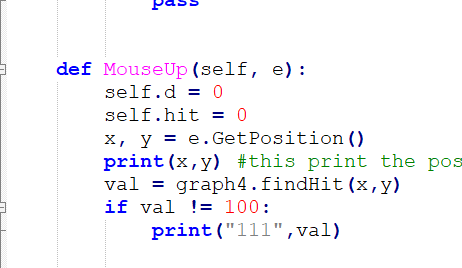 pass
def MouseUp(self, e):
self.d = 0
self.hit = 0
x, y = e.GetPosition()
print(x,y) #this print the pos
val = graph4.findHit(x,y)
if val != 100:
print("111",val)